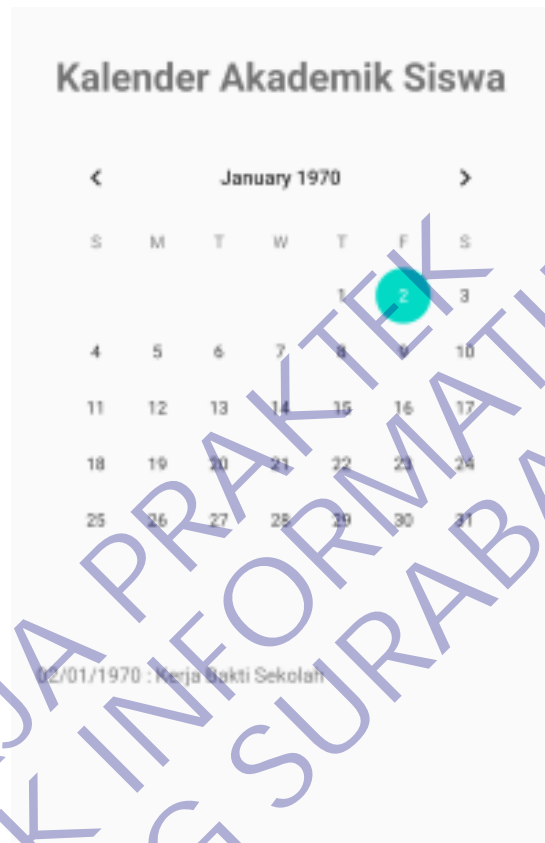 Kalender Akademik Siswa
January 1970
S M T W T F S
1 2 3
4 5 6 7 8 9 10
11 12 13 14 15 16 17
18 19 20 21 22 23 24
25 26 27 28 29 30 31
02/01/1970 : Kerja Bakti Sekolah
PRAKTEK